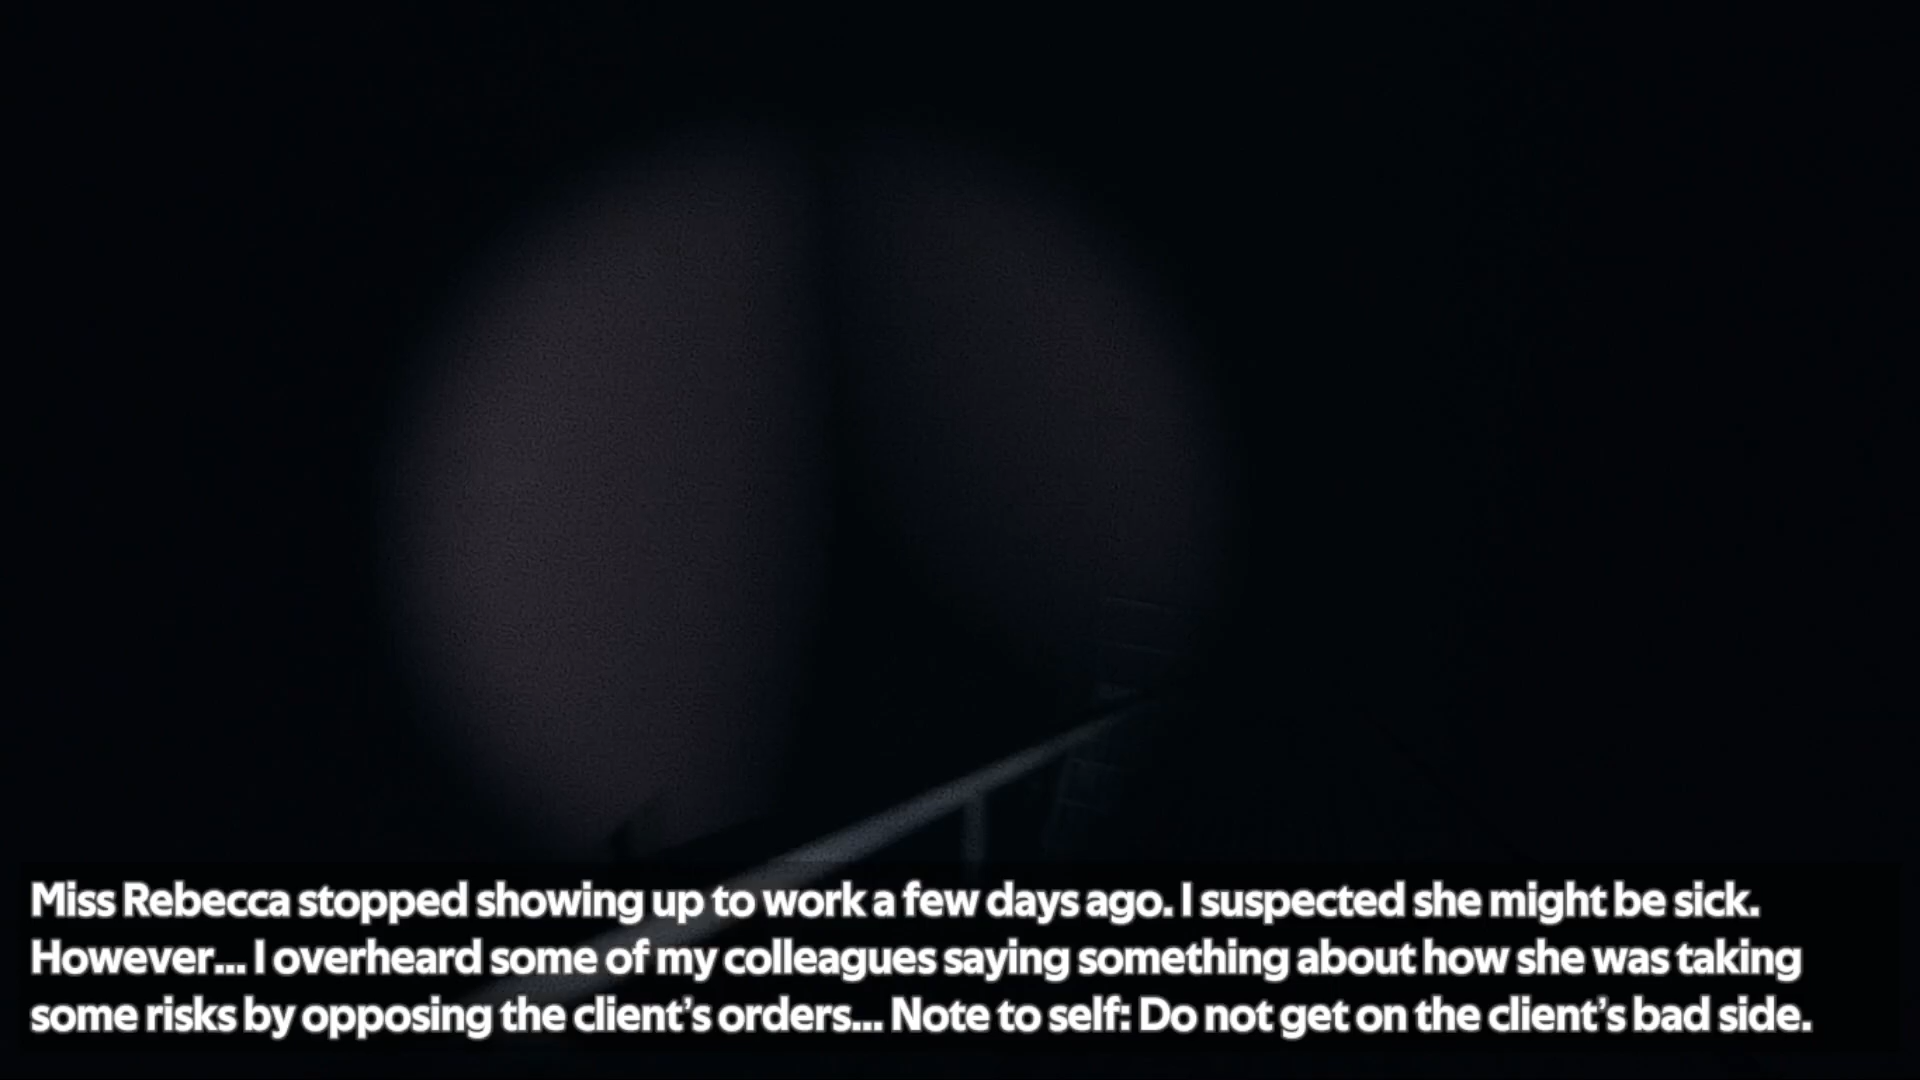 Miss Rebecca stopped showing up to work a few days ago. I suspected she might be sick.
However... I overheard some of my colleagues saying something about how she was taking
some risks by opposing the client’s orders... Note to self: Do not get on the client’s bad side.